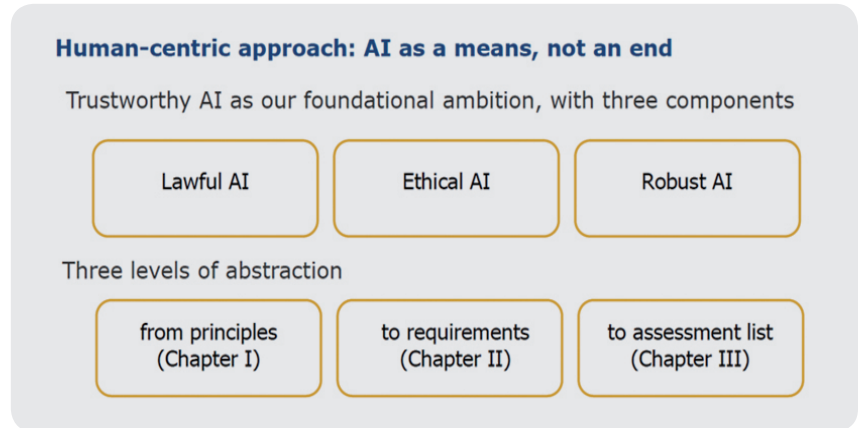 Human-centric approach: AI as a means, not an end
Trustworthy AI as our foundational ambition, with three components
Lawful AI
Ethical AI
Robust AI
Three levels of abstraction
from principles
(Chapter I)
to requirements
(Chapter II)
to assessment list
(Chapter III)